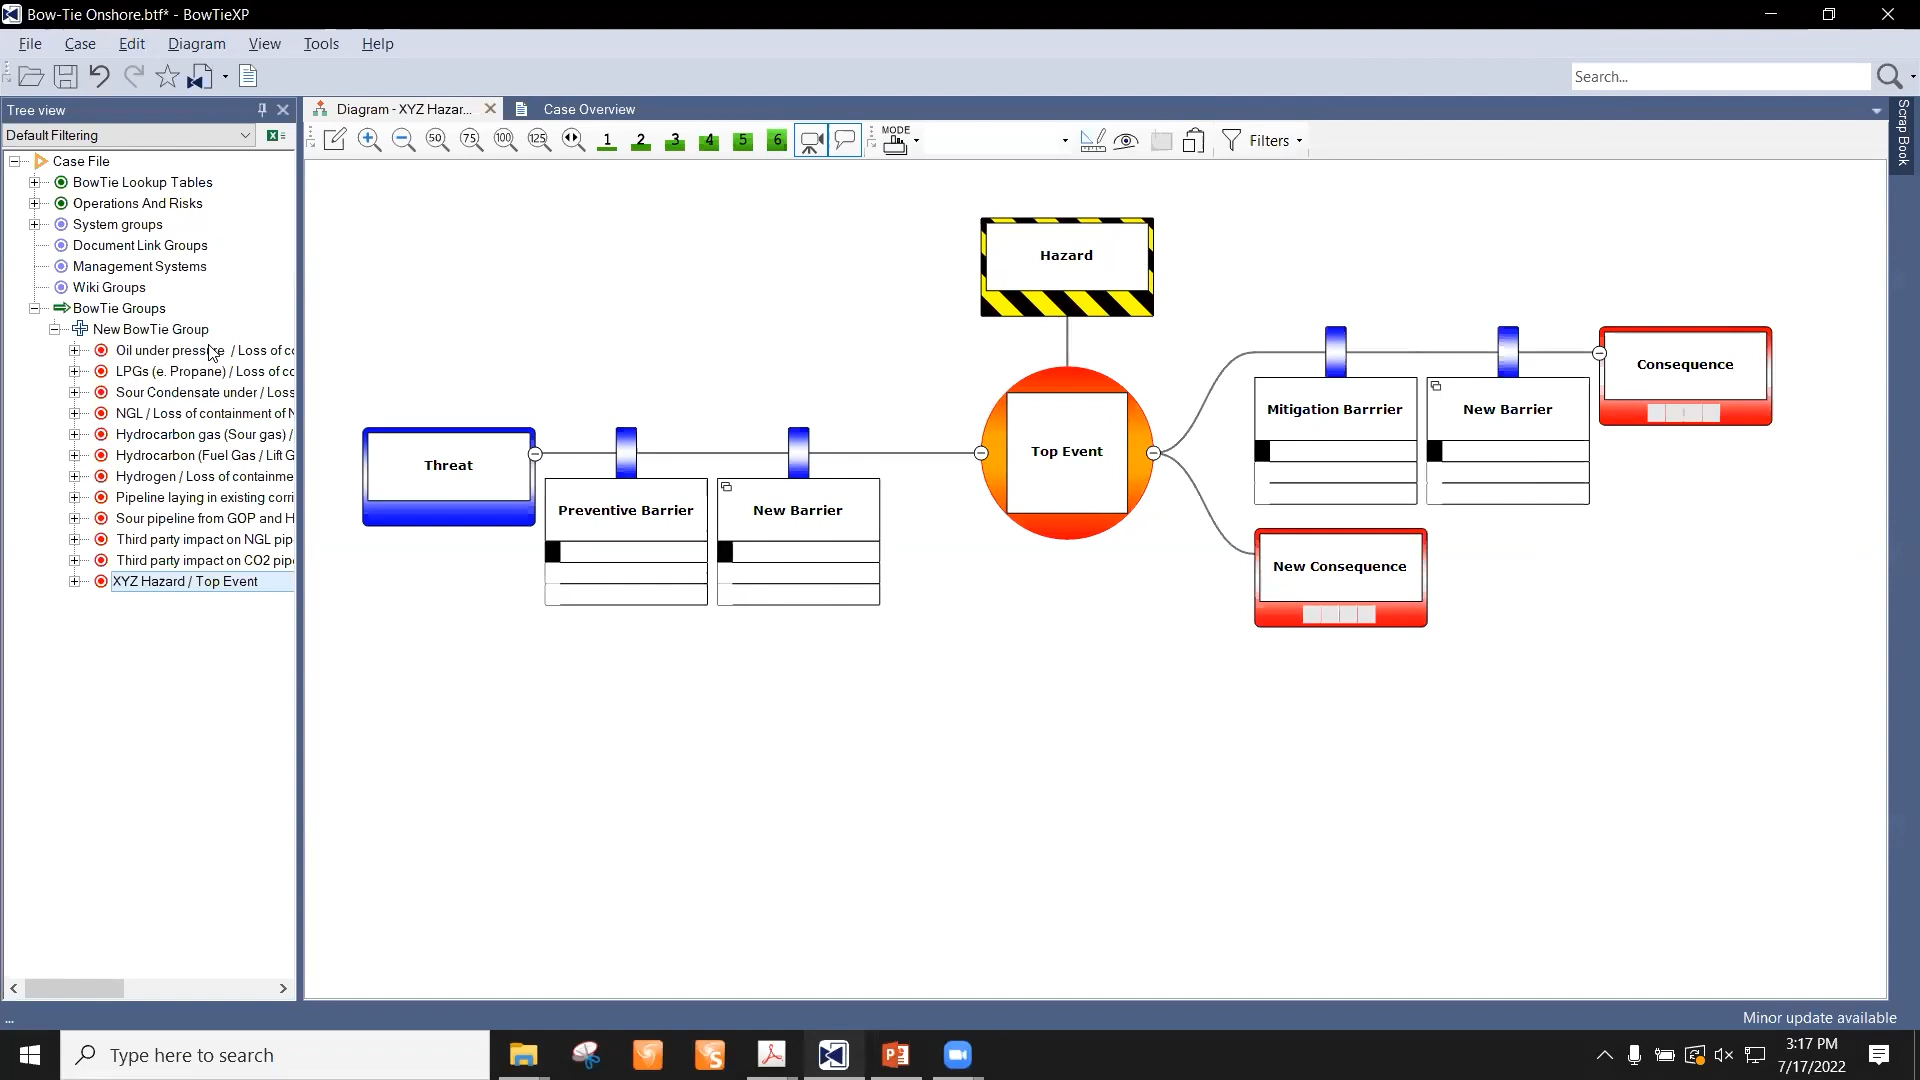 Bow-Tie Onshore.btf* - BowTieXP
File Case Edit Diagram View Tools Help
Search...
Tree view
Diagram - XYZ Hazar...
Case Overview
Scrap Book
Default Filtering
50 75 100 125 1 2 3 4 5 6
MODE
Filters
Case File
BowTie Lookup Tables
Operations And Risks
System groups
Document Link Groups
Management Systems
Wiki Groups
BowTie Groups
New BowTie Group
Oil under pressure / Loss of co
LPGs (e. Propane) / Loss of co
Sour Condensate under / Loss
NGL / Loss of containment of N
Hydrocarbon gas (Sour gas) /
Hydrocarbon (Fuel Gas / Lift G
Hydrogen / Loss of containme
Pipeline laying in existing corri
Sour pipeline from GOP and H
Third party impact on NGL pip
Third party impact on CO2 pip
XYZ Hazard / Top Event
Hazard
Threat
Preventive Barrier
New Barrier
Top Event
Mitigation Barrrier
New Barrier
Consequence
New Consequence
...
Minor update available
Type here to search
3:17 PM
7/17/2022